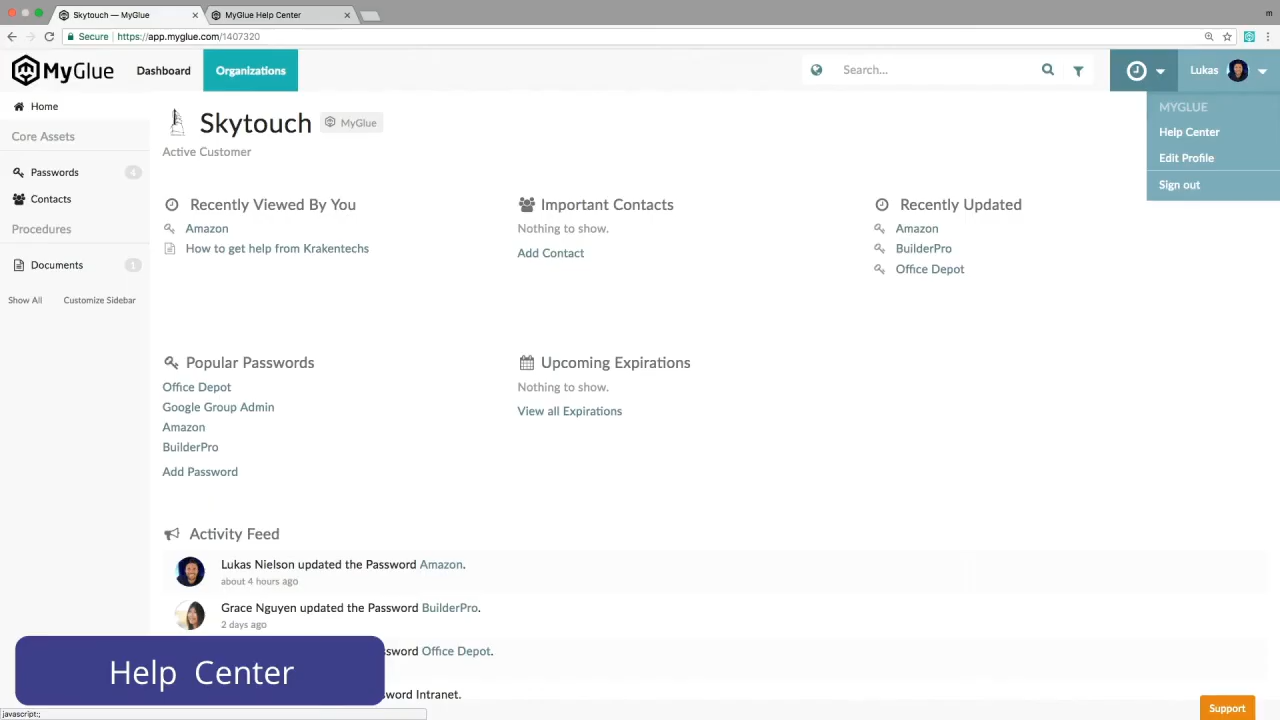 Skytouch — MyGlue
MyGlue Help Center
m
Secure
https://app.myglue.com/1407320
MyGlue
Dashboard
Organizations
Search...
Lukas
Home
Core Assets
Passwords 4
Contacts
Procedures
Documents 1
Show All
Customize Sidebar
MYGLUE
Help Center
Edit Profile
Sign out
Skytouch
MyGlue
Active Customer
Recently Viewed By You
Amazon
How to get help from Krakentechs
Important Contacts
Nothing to show.
Add Contact
Recently Updated
Amazon
BuilderPro
Office Depot
Popular Passwords
Office Depot
Google Group Admin
Amazon
BuilderPro
Add Password
Upcoming Expirations
Nothing to show.
View all Expirations
Activity Feed
Lukas Nielson updated the Password Amazon.
about 4 hours ago
Grace Nguyen updated the Password BuilderPro.
2 days ago
sword Office Depot.
sword Intranet.
Help Center
javascript:;
Support